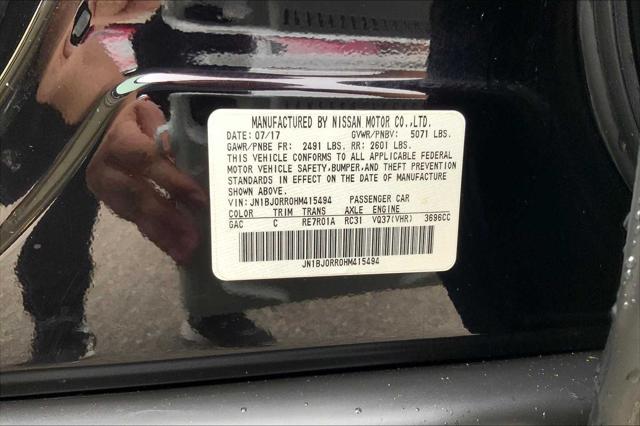 MANUFACTURED BY NISSAN MOTOR CO.,LTD.
DATE: 07/17 GVWR/PNBV: 5071 LBS.
GAWR/PNBE FR: 2491 LBS. RR: 2601 LBS.
THIS VEHICLE CONFORMS TO ALL APPLICABLE FEDERAL
MOTOR VEHICLE SAFETY,BUMPER,AND THEFT PREVENTION
STANDARDS IN EFFECT ON THE DATE OF MANUFACTURE
SHOWN ABOVE.
VIN: JN1BJ0RR0HM415494 PASSENGER CAR
COLOR TRIM TRANS AXLE ENGINE
GAC C RE7R01A RC31 VQ37(VHR) 3696CC
JN1BJ0RR0HM415494